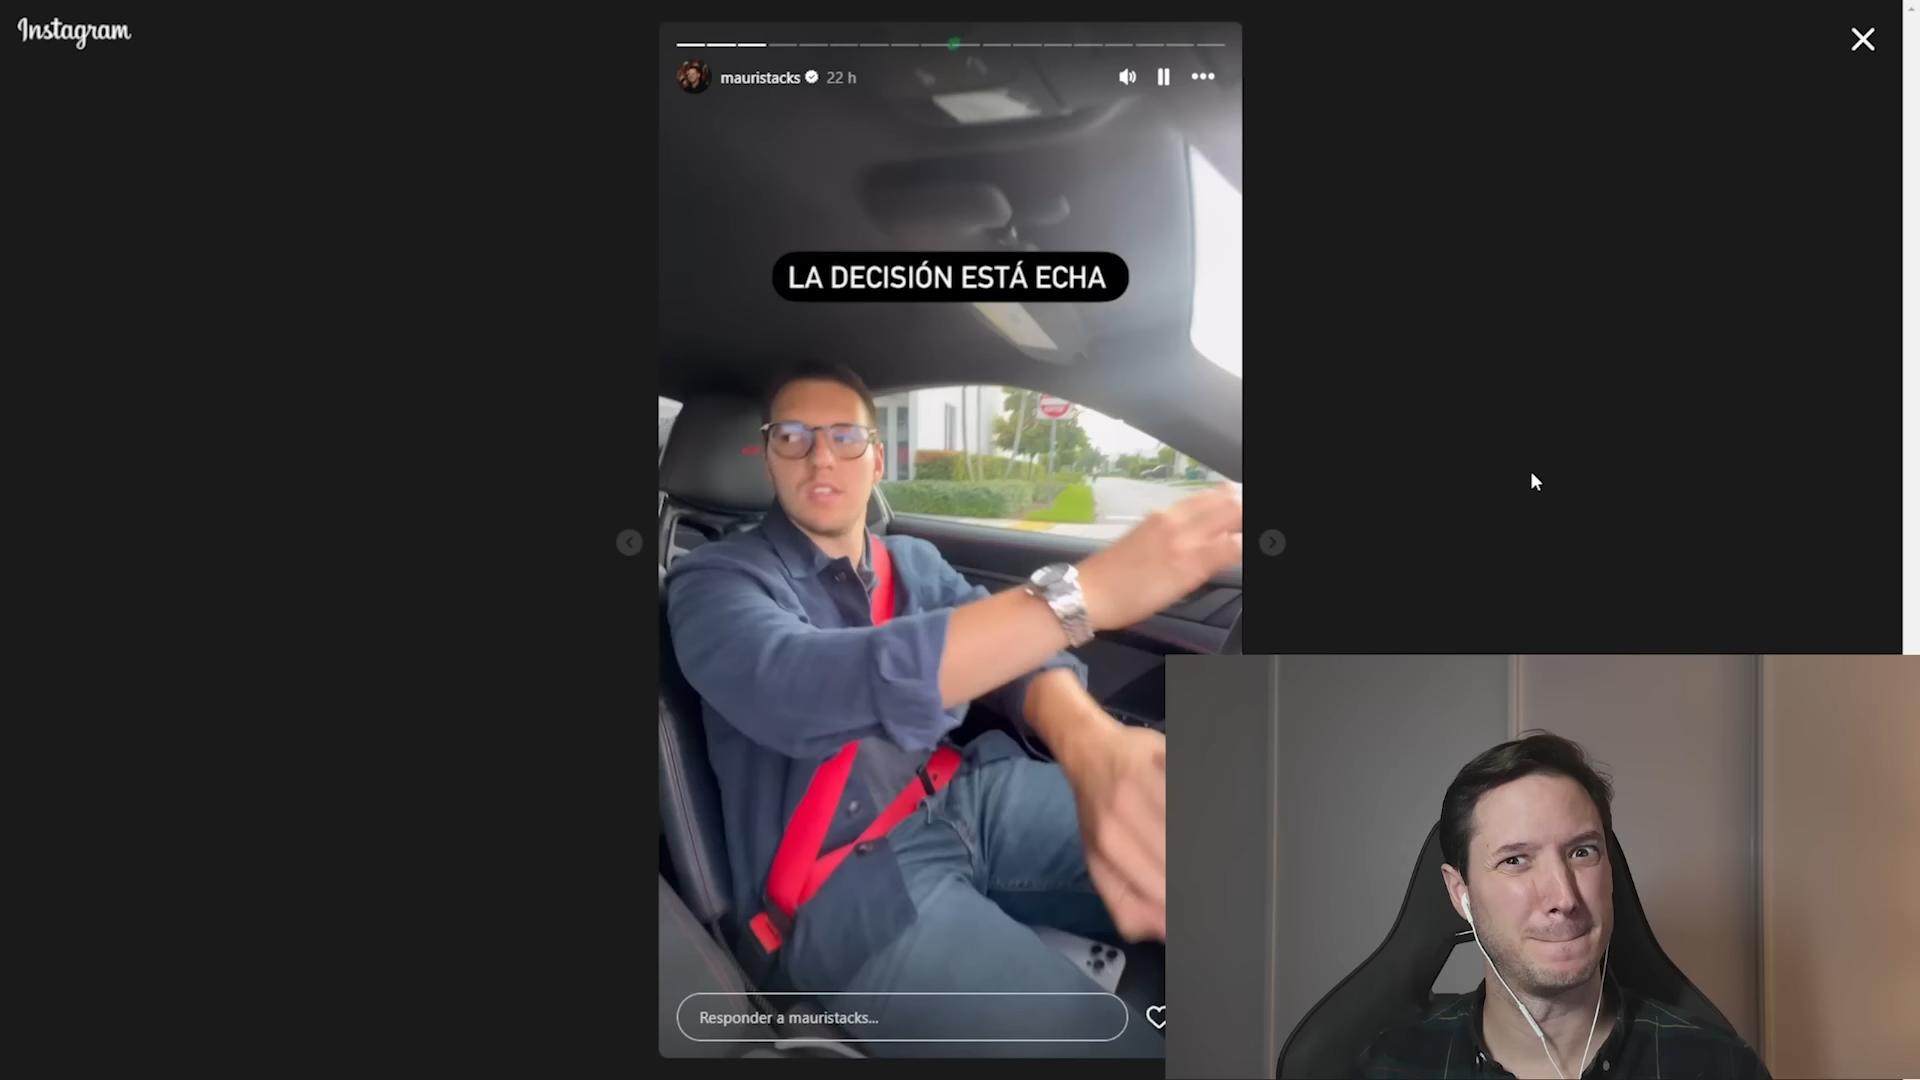 Instagram
mauristacks 22 h
LA DECISIÓN ESTÁ ECHA
Responder a mauristacks...